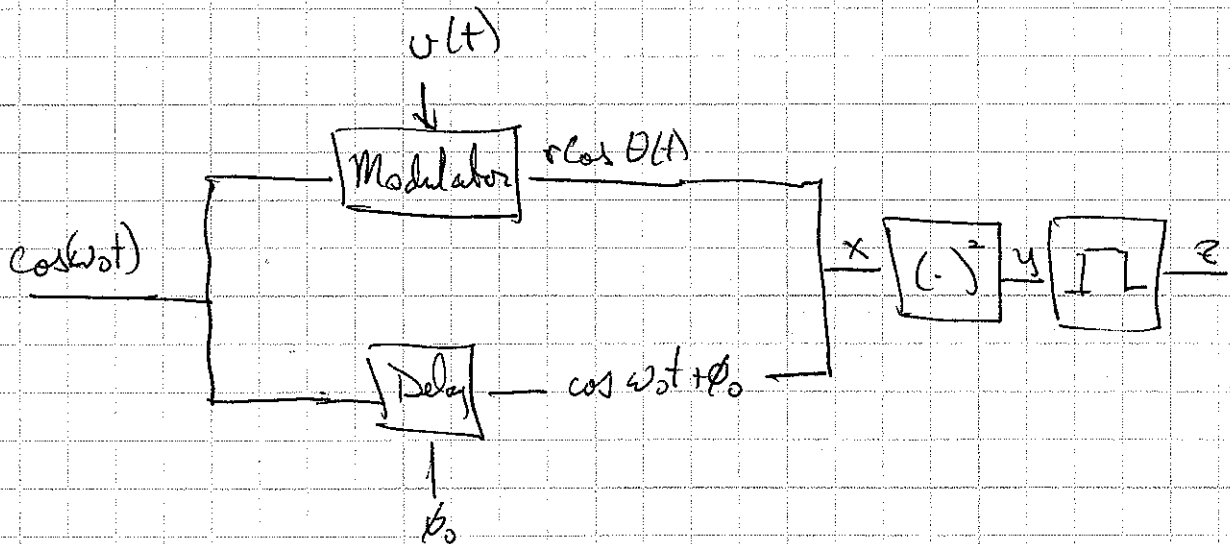 v(t)
Modulator
r cos θ(t)
cos(ω₀t)
x
(·)²
y
z
Delay
cos ω₀t + φ₀
φ₀